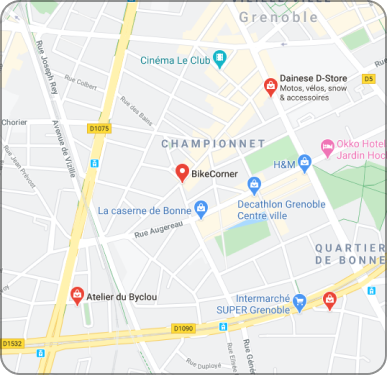 Grenoble
Cinéma Le Club
Rue Joseph Rey
Rue Colbert
Dainese D-Store
Motos, vélos, snow
& accessoires
D5
Rue des Bains
Chorier
Avenue de Vizille
D1075
CHAMPIONNET
Okko Hotel
Jardin Hoc
Rue Jean Prévost
H&M
BikeCorner
Decathlon Grenoble
Centre ville
La caserne de Bonne
Rue Augereau
QUARTIER
DE BONNE
Atelier du Byclou
Intermarché
SUPER Grenoble
D1090
D1532
Rue Duployé
Rue Génér